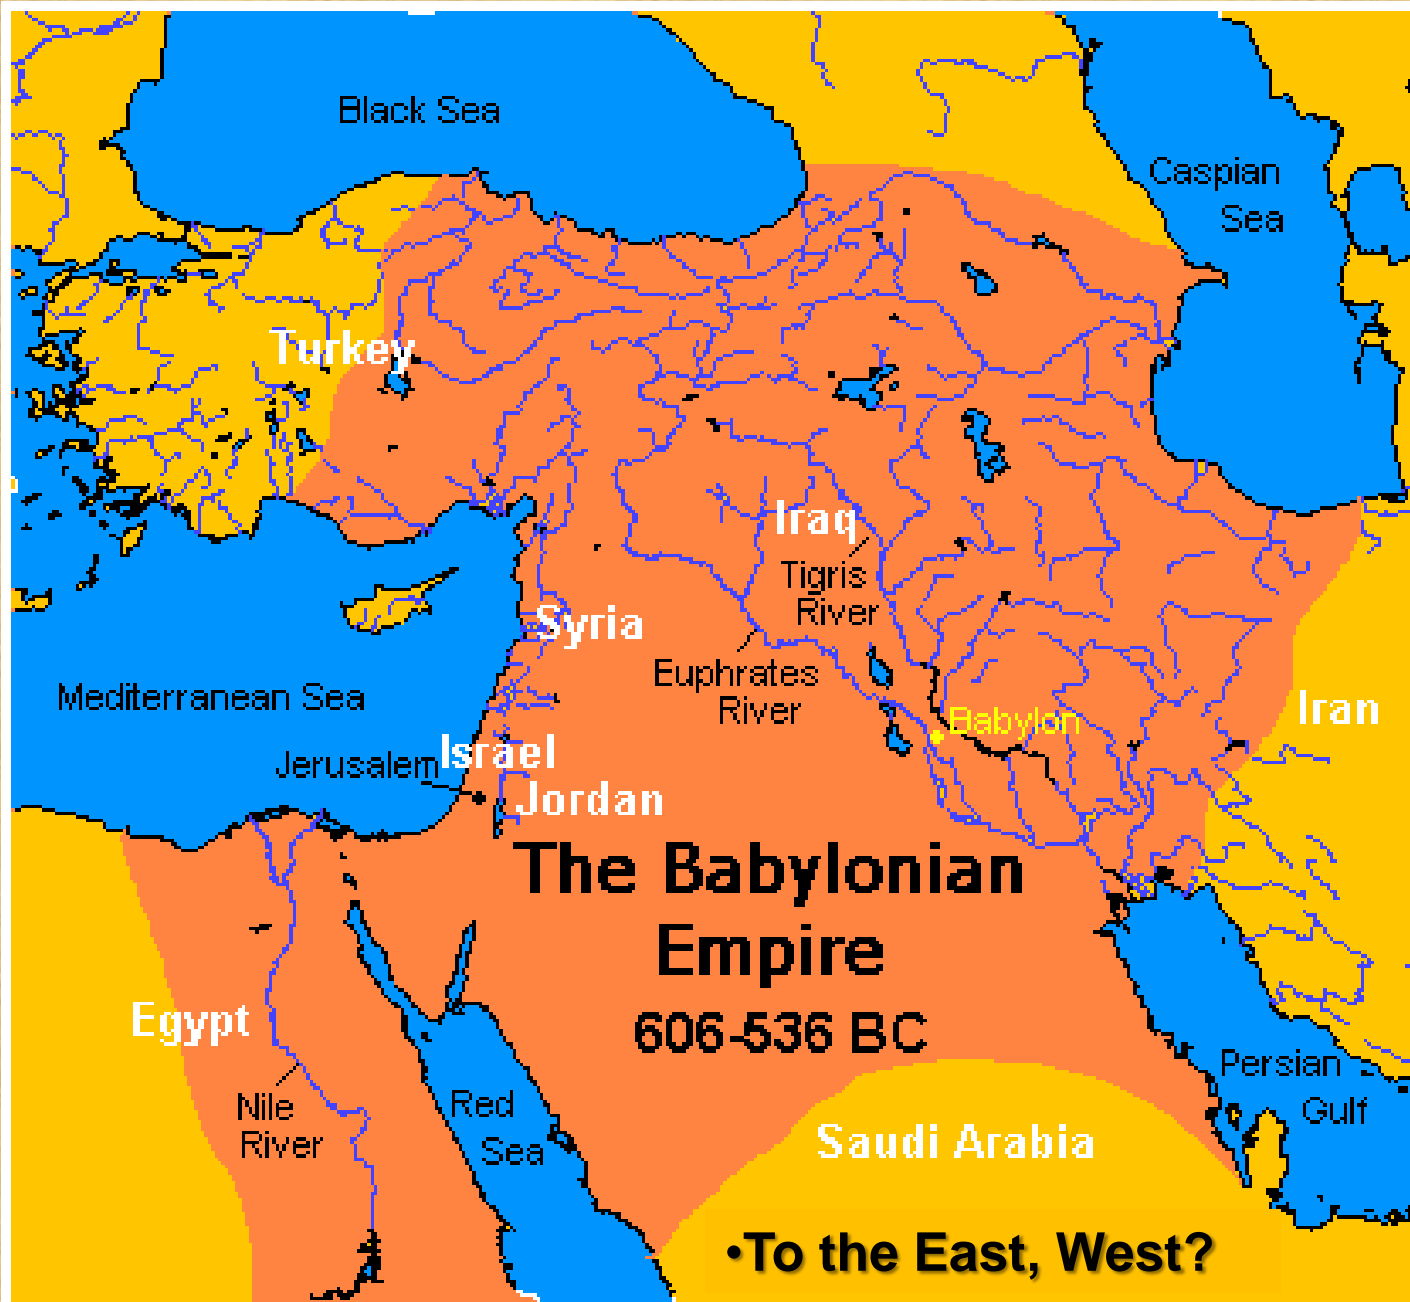 Black Sea
Caspian
Sea
Turkey
Iraq
Tigris
River
Syria
Euphrates
River
Mediterranean Sea
Iran
Babylon
Jerusalem
Israel
Jordan
The Babylonian
Empire
606-536 BC
Egypt
Nile
River
Red
Sea
Persian
Gulf
Saudi Arabia
•To the East, West?